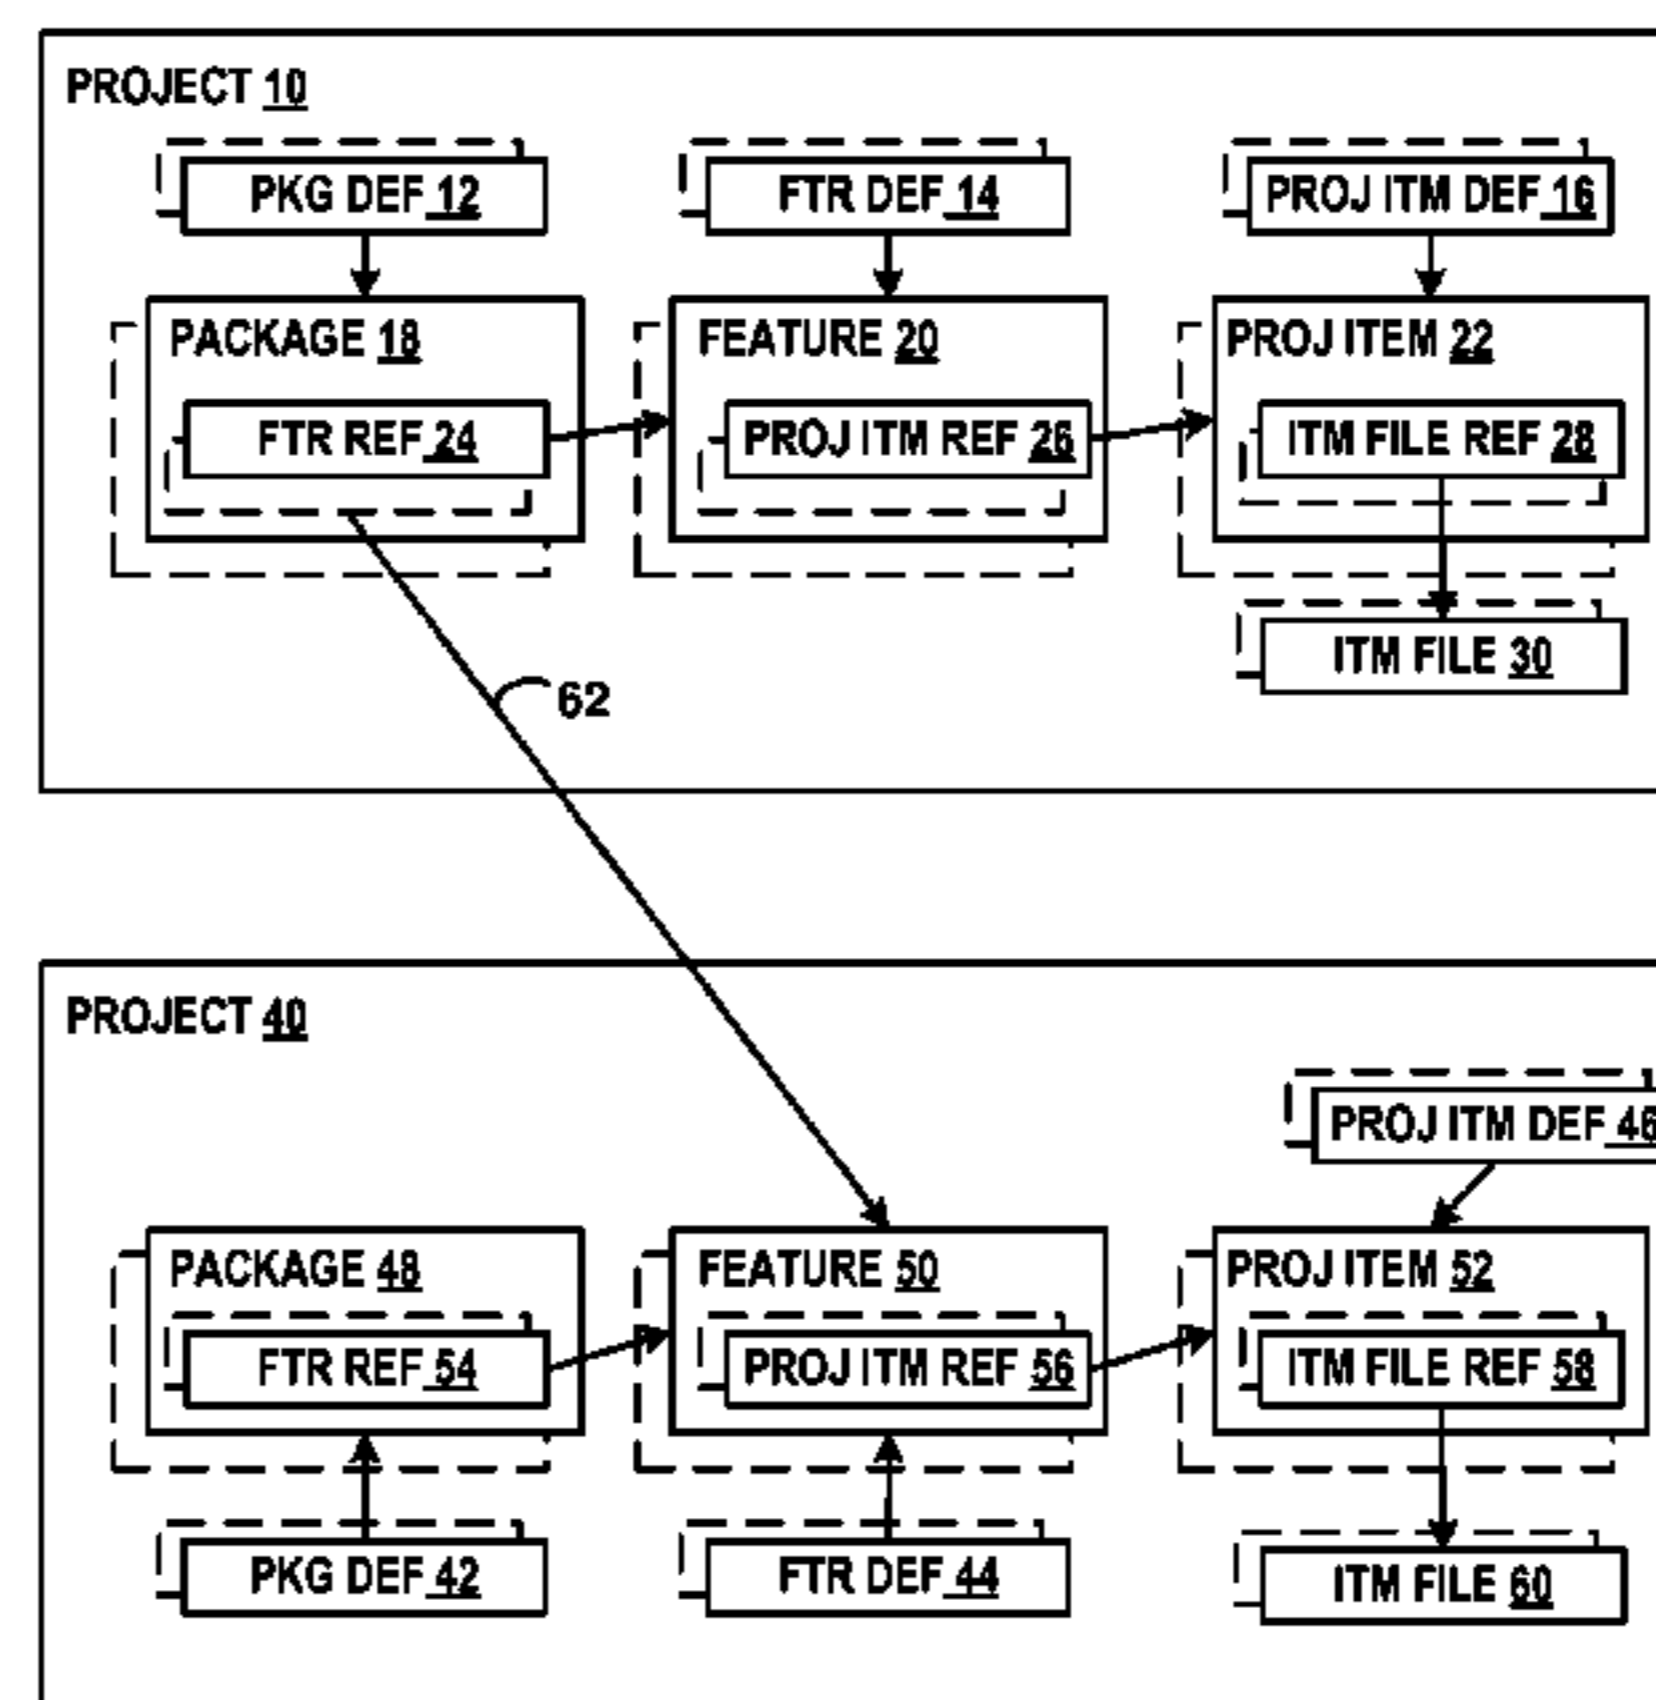 PROJECT 10
PKG DEF 12
FTR DEF 14
PROJ ITM DEF 16
PACKAGE 18
FEATURE 20
PROJ ITEM 22
FTR REF 24
PROJ ITM REF 26
ITM FILE REF 28
ITM FILE 30
62
PROJECT 40
PROJ ITM DEF 46
PACKAGE 48
FEATURE 50
PROJ ITEM 52
FTR REF 54
PROJ ITM REF 56
ITM FILE REF 58
PKG DEF 42
FTR DEF 44
ITM FILE 60